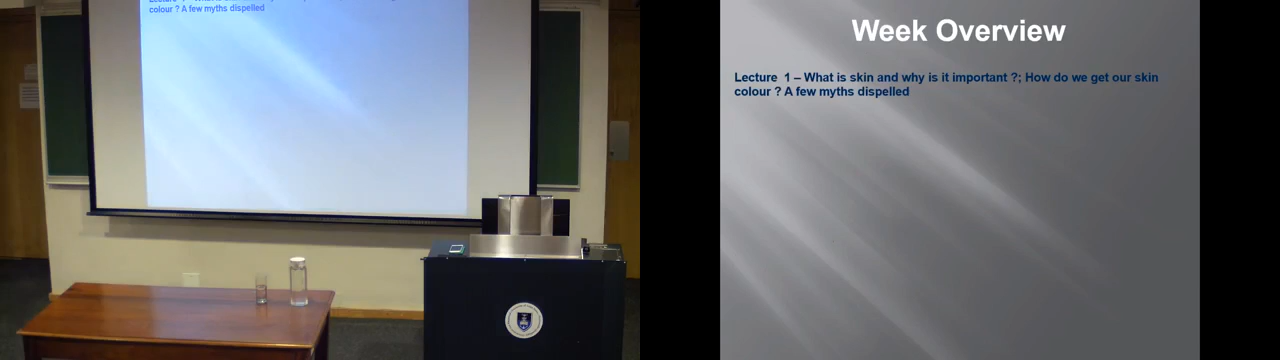 colour ? A few myths dispelled
Week Overview
Lecture 1 – What is skin and why is it important ?; How do we get our skin
colour ? A few myths dispelled